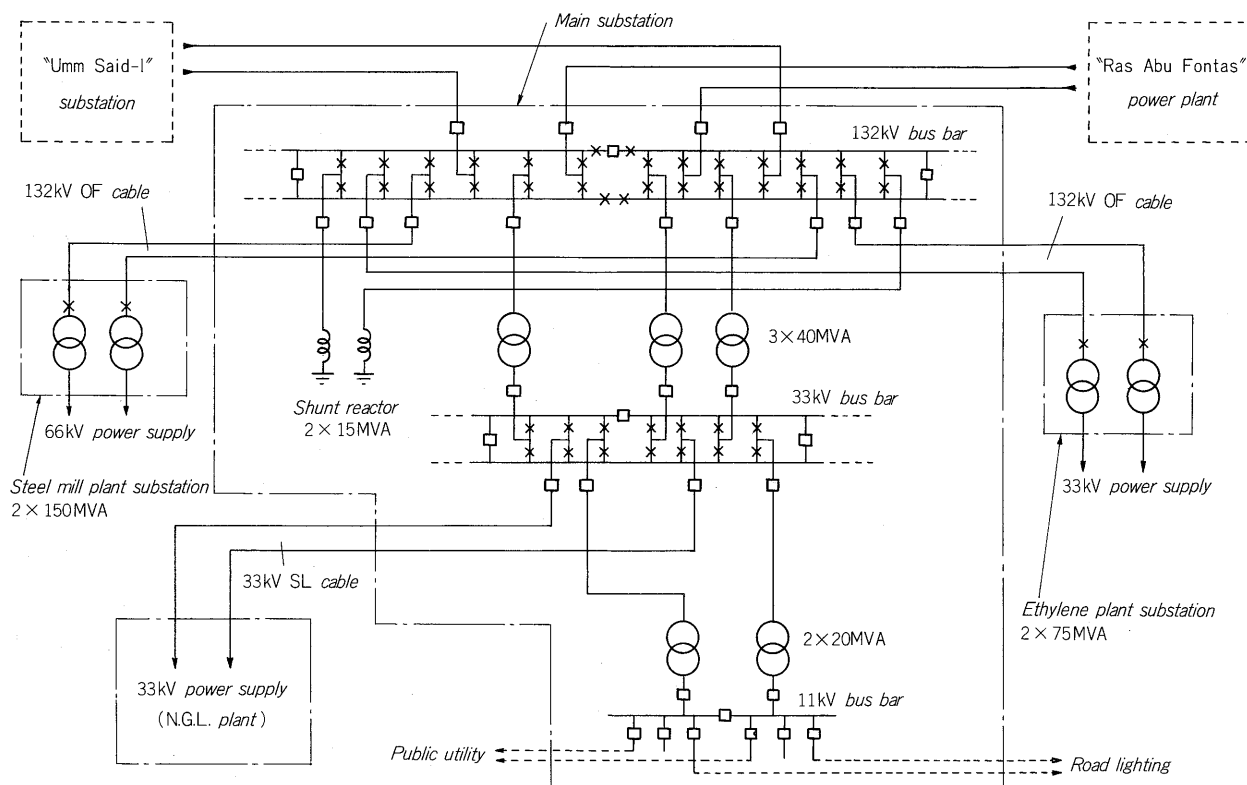 Main substation
"Umm Said-I"
substation
"Ras Abu Fontas"
power plant
132kV bus bar
132kV OF cable
132kV OF cable
3×40MVA
33kV bus bar
Shunt reactor
2×15MVA
66kV power supply
Steel mill plant substation
2×150MVA
33kV power supply
33kV SL cable
Ethylene plant substation
2×75MVA
2×20MVA
33kV power supply
(N.G.L. plant)
11kV bus bar
Public utility
Road lighting